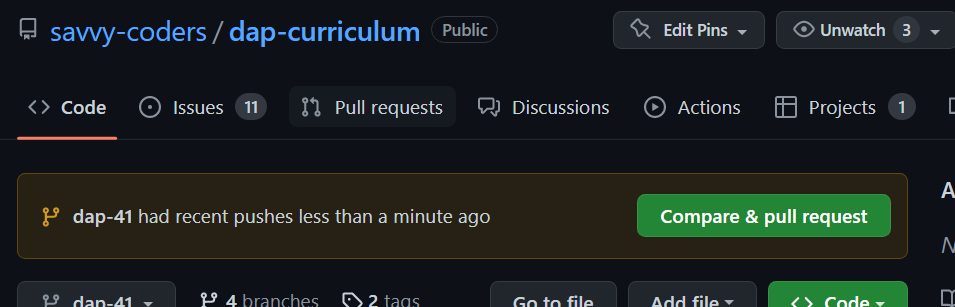 savvy-coders / dap-curriculum Public Edit Pins Unwatch 3
Code Issues 11 Pull requests Discussions Actions Projects 1
dap-41 had recent pushes less than a minute ago Compare & pull request
dap-41 4 branches 2 tags Go to file Add file Code